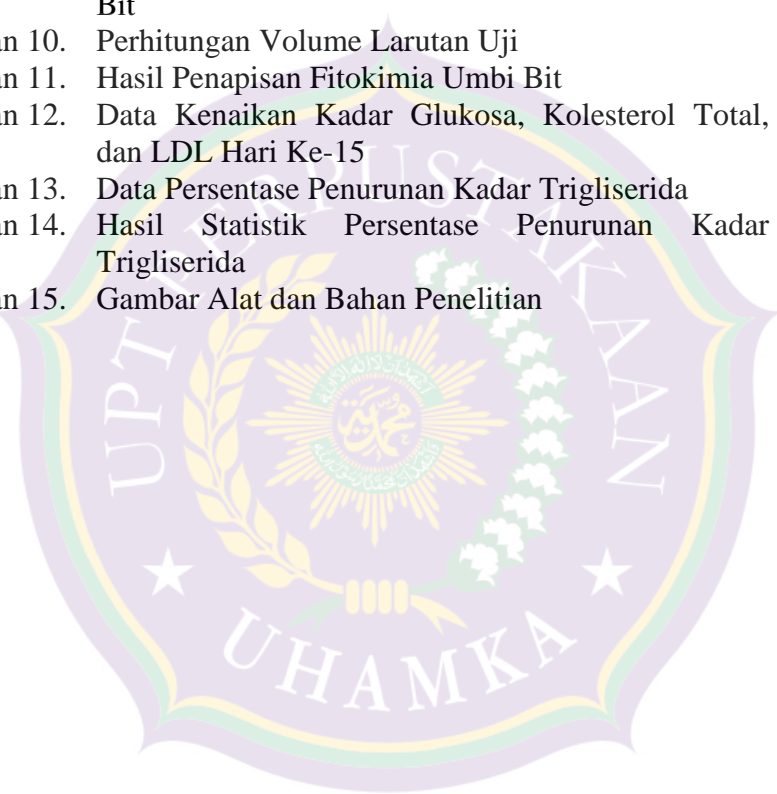 Bit
an 10. Perhitungan Volume Larutan Uji
an 11. Hasil Penapisan Fitokimia Umbi Bit
an 12. Data Kenaikan Kadar Glukosa, Kolesterol Total,
dan LDL Hari Ke-15
an 13. Data Persentase Penurunan Kadar Trigliserida
an 14. Hasil Statistik Persentase Penurunan Kadar
Trigliserida
an 15. Gambar Alat dan Bahan Penelitian
UPT PERPUSTAKAAN
UHAMKA